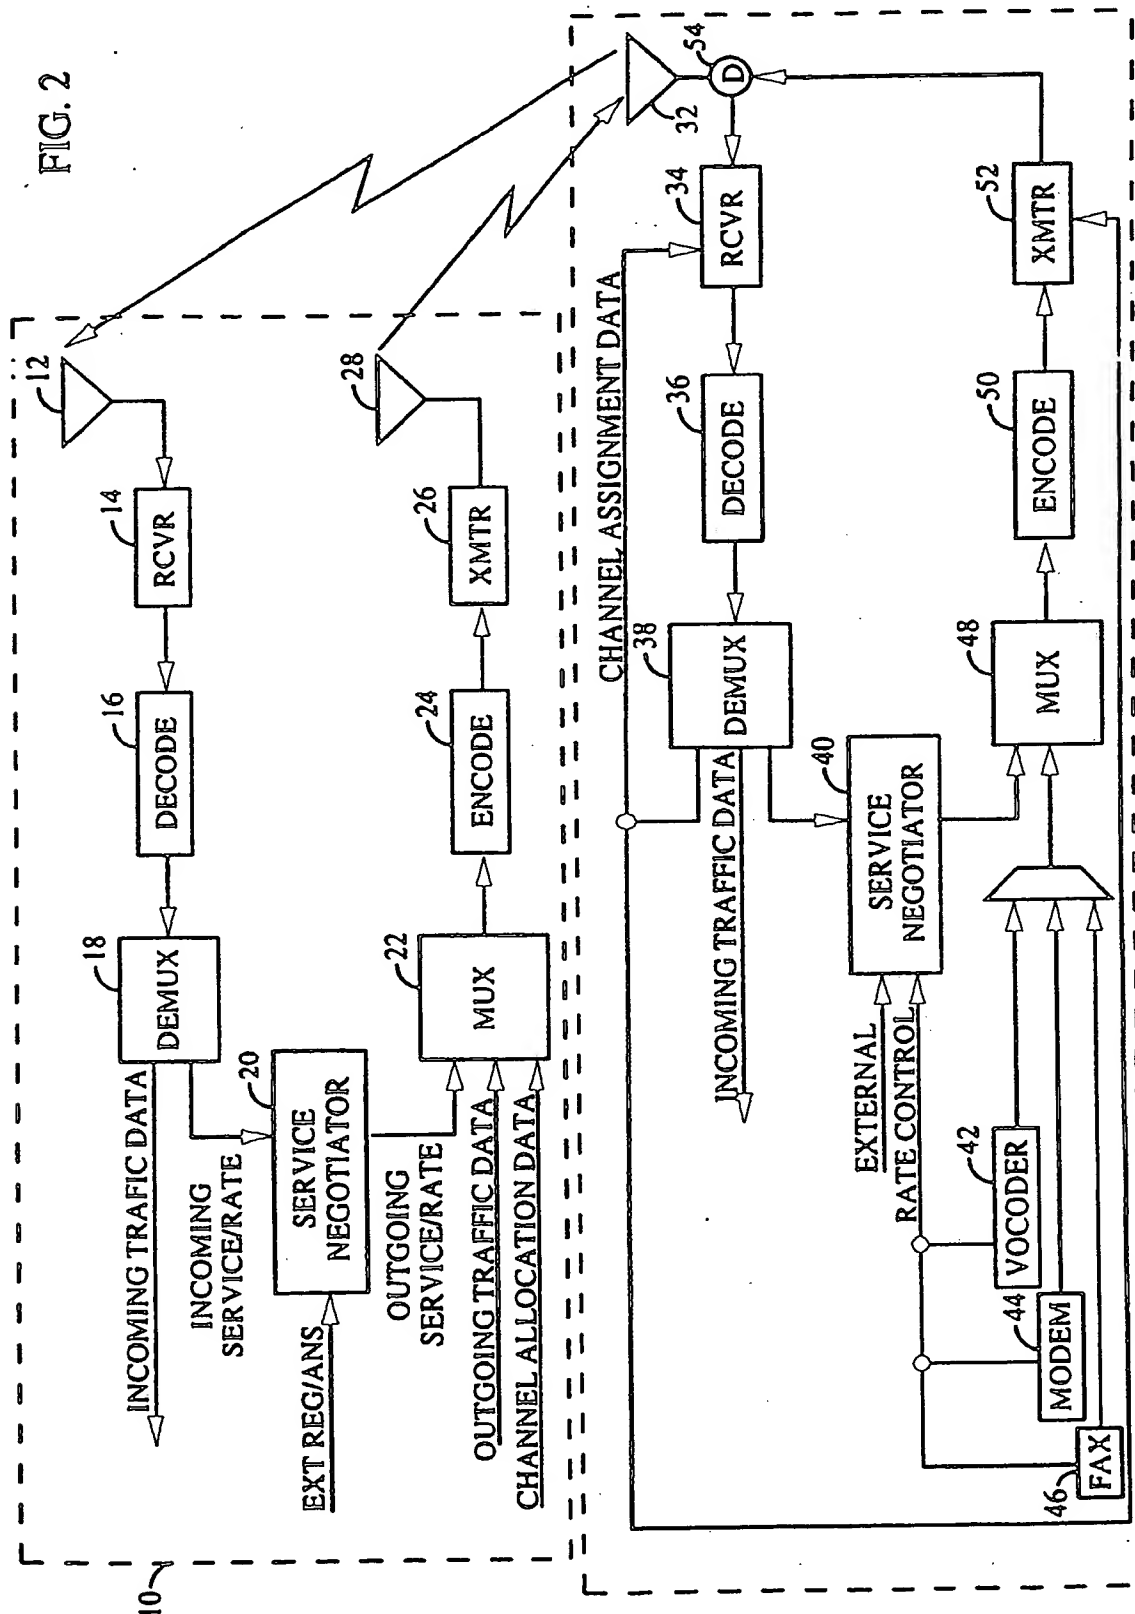 FIG. 2
10
12
RCVR
14
DECODE
16
DEMUX
18
INCOMING TRAFIC DATA
INCOMING
SERVICE/RATE
SERVICE
NEGOTIATOR
20
EXT REG/ANS
OUTGOING
SERVICE/RATE
OUTGOING TRAFFIC DATA
CHANNEL ALLOCATION DATA
MUX
22
ENCODE
24
XMTR
26
28
32
D
54
RCVR
34
CHANNEL ASSIGNMENT DATA
DECODE
36
DEMUX
38
INCOMING TRAFFIC DATA
SERVICE
NEGOTIATOR
40
EXTERNAL
RATE CONTROL
VOCODER
42
MODEM
44
FAX
46
MUX
48
ENCODE
50
XMTR
52